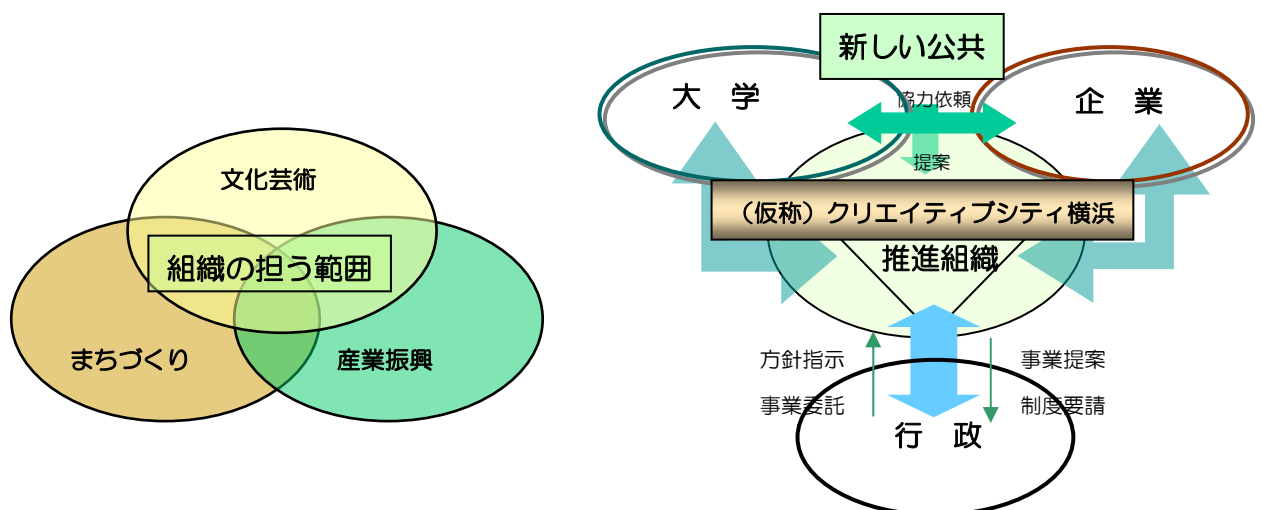 文化芸術
組織の担う範囲
まちづくり
産業振興
新しい公共
大　学
企　業
協力依頼
提案
（仮称）クリエイティブシティ横浜
推進組織
方針指示
事業委託
事業提案
制度要請
行　政